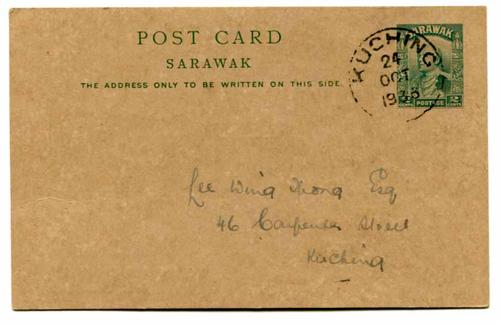 POST CARD
SARAWAK
THE ADDRESS ONLY TO BE WRITTEN ON THIS SIDE.
KUCHING
24
OCT
SARAWAK
POSTAGE
2
Lee Wing
Esq
46 Carpenter Street
Kuching